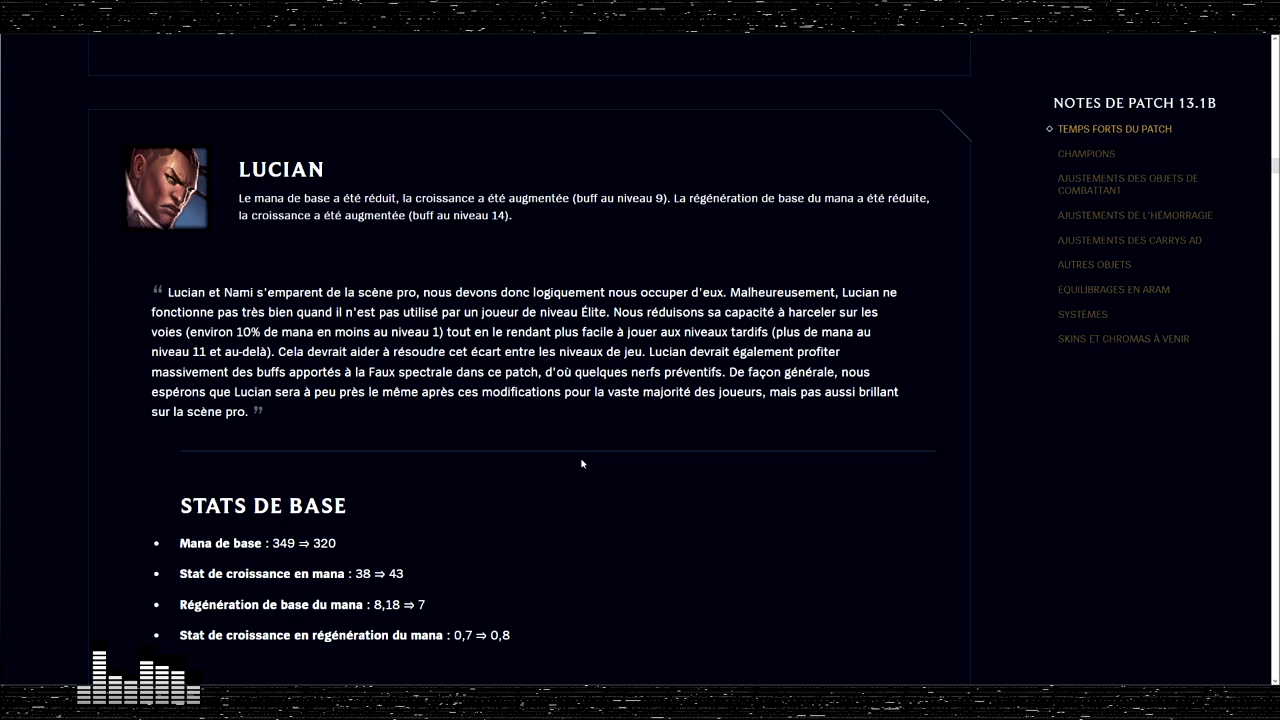 NOTES DE PATCH 13.1B
TEMPS FORTS DU PATCH
CHAMPIONS
AJUSTEMENTS DES OBJETS DE
COMBATTANT
AJUSTEMENTS DE L'HÉMORRAGIE
AJUSTEMENTS DES CARRYS AD
AUTRES OBJETS
ÉQUILIBRAGES EN ARAM
SYSTÈMES
SKINS ET CHROMAS À VENIR
LUCIAN
Le mana de base a été réduit, la croissance a été augmentée (buff au niveau 9). La régénération de base du mana a été réduite,
la croissance a été augmentée (buff au niveau 14).
“ Lucian et Nami s'emparent de la scène pro, nous devons donc logiquement nous occuper d'eux. Malheureusement, Lucian ne
fonctionne pas très bien quand il n'est pas utilisé par un joueur de niveau Élite. Nous réduisons sa capacité à harceler sur les
voies (environ 10% de mana en moins au niveau 1) tout en le rendant plus facile à jouer aux niveaux tardifs (plus de mana au
niveau 11 et au-delà). Cela devrait aider à résoudre cet écart entre les niveaux de jeu. Lucian devrait également profiter
massivement des buffs apportés à la Faux spectrale dans ce patch, d'où quelques nerfs préventifs. De façon générale, nous
espérons que Lucian sera à peu près le même après ces modifications pour la vaste majorité des joueurs, mais pas aussi brillant
sur la scène pro. ”
STATS DE BASE
• Mana de base : 349 ⇒ 320
• Stat de croissance en mana : 38 ⇒ 43
• Régénération de base du mana : 8,18 ⇒ 7
• Stat de croissance en régénération du mana : 0,7 ⇒ 0,8